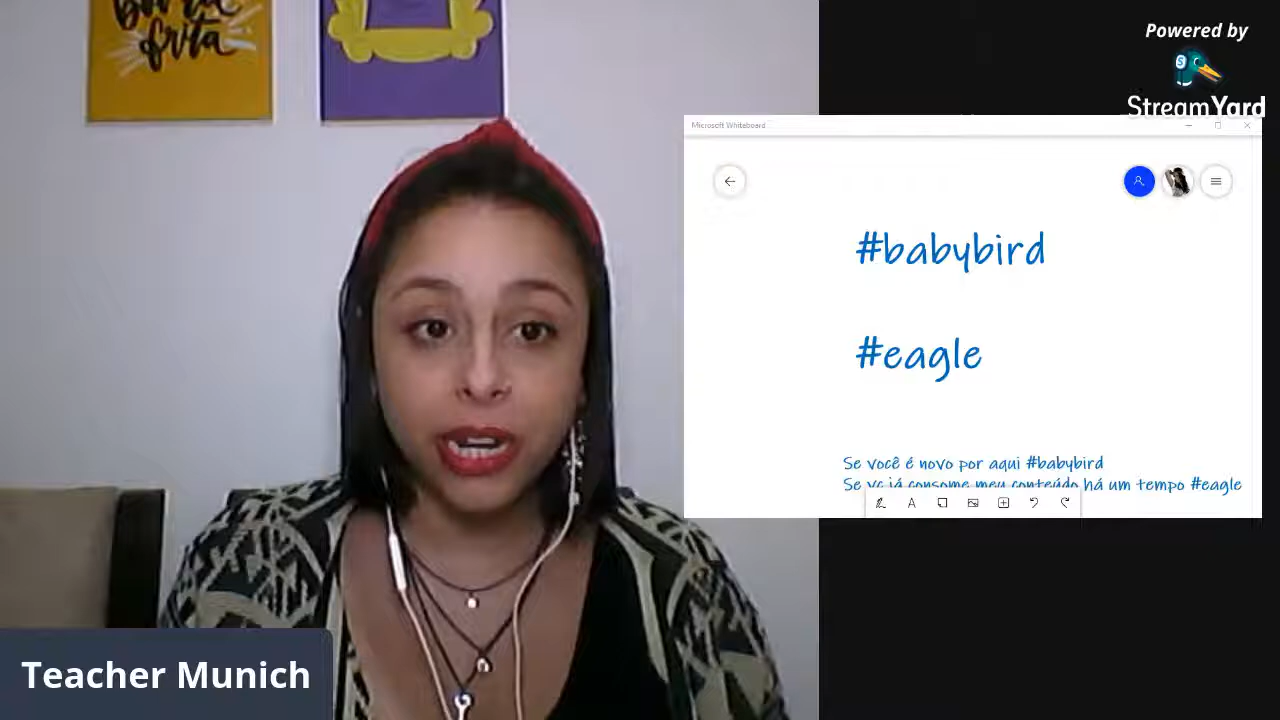 frita
Powered by
StreamYard
Microsoft Whiteboard
#babybird
#eagle
Se você é novo por aqui #babybird
Se vc já consome meu conteúdo há um tempo #eagle
A
Teacher Munich